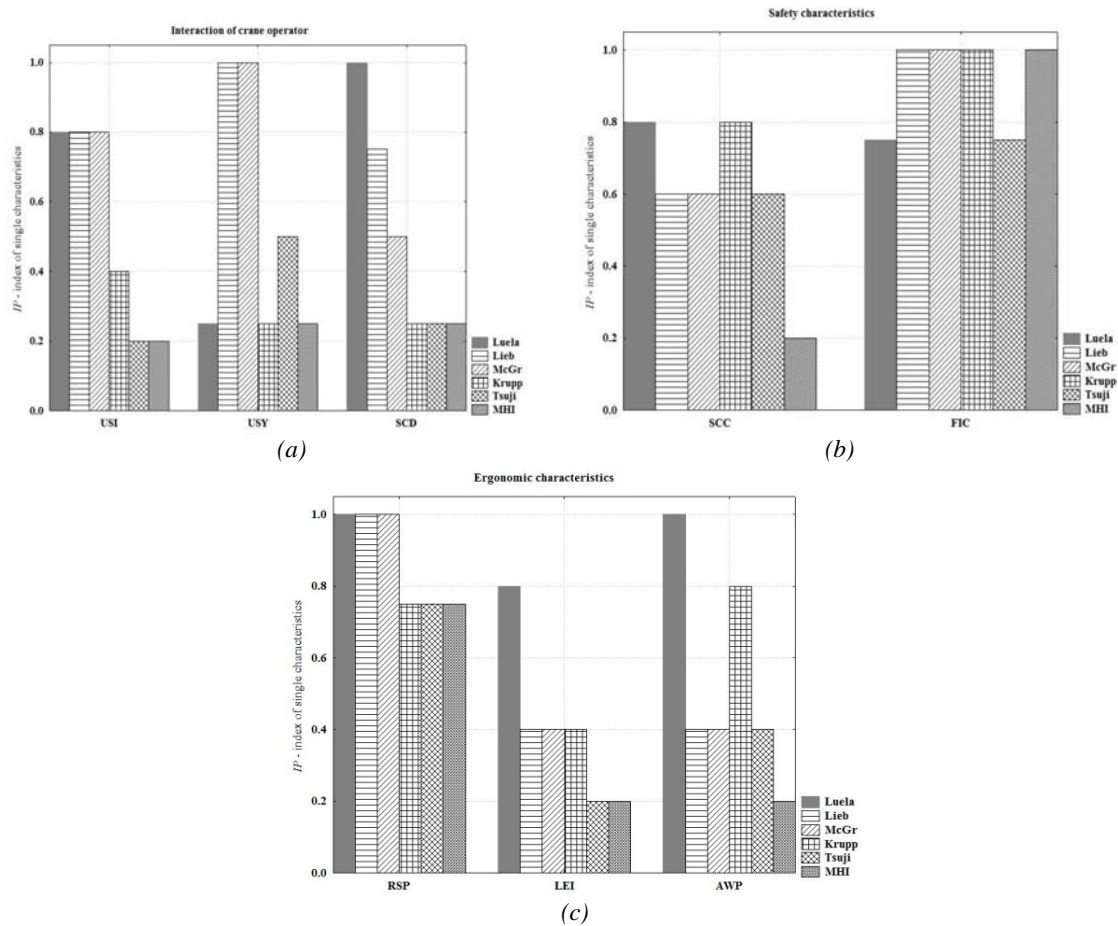 Interaction of crane operator
IP - index of single characteristics
1.0
0.8
0.6
0.4
0.2
0.0
USI
USY
SCD
Luela
Lieb
McGr
Krupp
Tsuji
MHI
(a)
Safety characteristics
IP - index of single characteristics
1.0
0.8
0.6
0.4
0.2
0.0
SCC
FIC
Luela
Lieb
McGr
Krupp
Tsuji
MHI
(b)
Ergonomic characteristics
IP - index of single characteristics
1.0
0.8
0.6
0.4
0.2
0.0
RSP
LEI
AWP
Luela
Lieb
McGr
Krupp
Tsuji
MHI
(c)